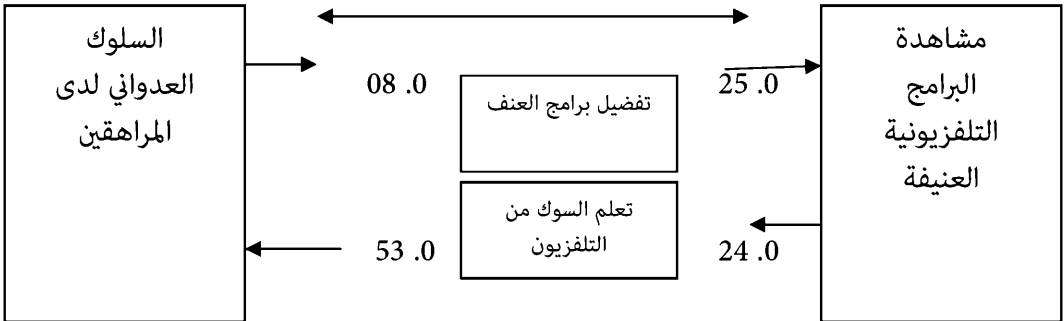 مشاهدة
البرامج
التلفزيونية
العنيفة
25 .0
24 .0
تفضيل برامج العنف
تعلم السوك من
التلفزيون
08 .0
53 .0
السلوك
العدواني لدى
المراهقين